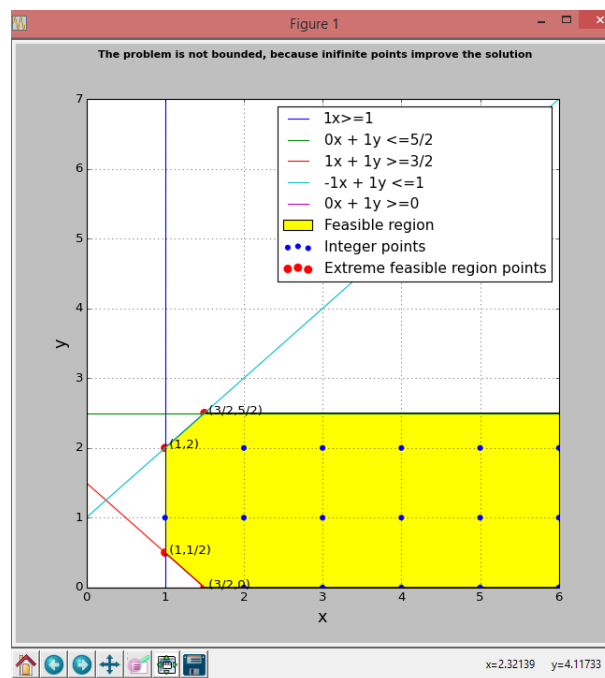 Figure 1
The problem is not bounded, because inifinite points improve the solution
1x>=1
0x + 1y <=5/2
1x + 1y >=3/2
-1x + 1y <=1
0x + 1y >=0
Feasible region
Integer points
Extreme feasible region points
7
6
5
4
3
2
1
0
y
(3/2,5/2)
(1,2)
(1,1/2)
(3/2,0)
0 1 2 3 4 5 6
x
x=2.32139 y=4.11733